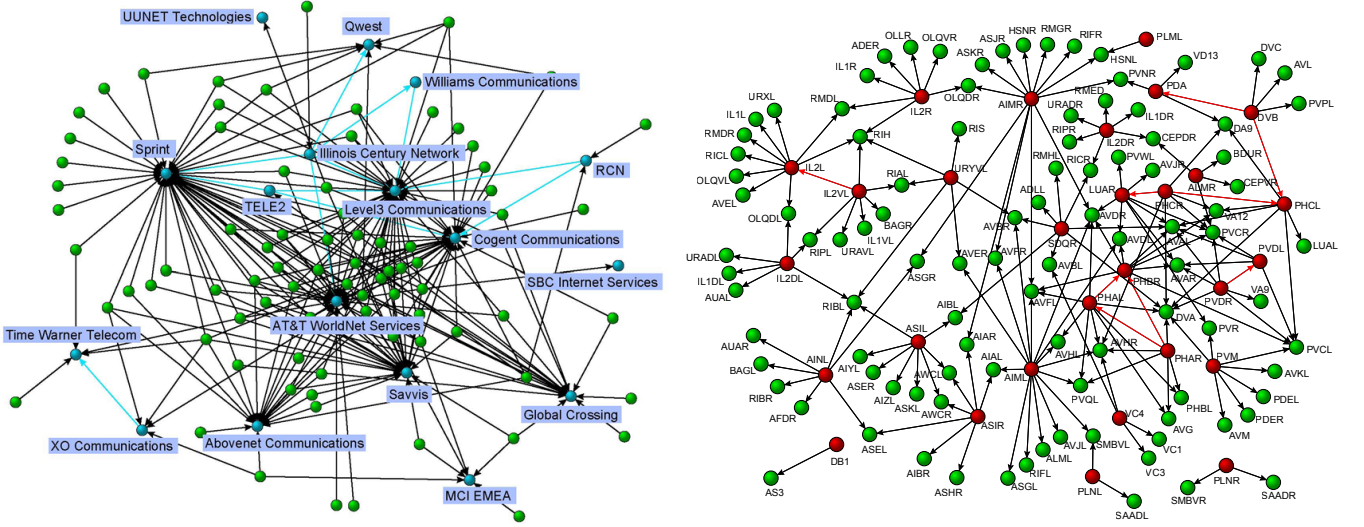 UUNET Technologies
Qwest
Williams Communications
Sprint
Illinois Century Network
RCN
TELE2
Level3 Communications
Cogent Communications
SBC Internet Services
AT&T WorldNet Services
Time Warner Telecom
Savvis
Global Crossing
XO Communications
Abovenet Communications
MCI EMEA
OLLR
ADER
OLQVR
IL1R
ASJR
HSNR
RMGR
RIFR
ASKR
PLML
HSNL
VD13
DVC
AVL
PVNR
PDA
PVPL
DVB
RMDL
IL2R
OLQDR
AIMR
URXL
IL1L
RMDR
RICL
OLQVL
AVEL
IL2L
RIH
RIS
URADR
RMED
IL1DR
RIPR
IL2DR
CEPDR
DA9
RMHL
RICR
PVWL
AVJR
BDUR
ALMR
CEPVR
RIAL
URYVL
IL2VL
BAGR
IL1VL
URAVL
OLQDL
RIPL
ADLL
LUAR
PHCR
PHCL
VA12
AVDR
AVBR
SDQR
AVDL
AVAL
PVCR
LUAL
PVDL
URADL
IL1DL
AUAL
IL2DL
ASGR
AVER
AVFR
AVBL
PHBR
AVAR
VA9
PVDR
RIBL
AIBL
AVFL
PHAL
DVA
PVR
AUAR
BAGL
AINL
RIBR
AFDR
ASIL
AIYL
ASER
AIZL
ASKL
AWCL
AWCR
AIAR
AIAL
AIML
AVHL
AVHR
PHAR
PVM
PVCL
AVKL
PDEL
PDER
AVM
PVQL
PHBL
AVG
VC4
VC1
VC3
ASIR
ASEL
AIBR
ASHR
ASGL
RIFL
ALML
AVJL
SMBVL
DB1
AS3
PLNL
SAADL
PLNR
SMBVR
SAADR